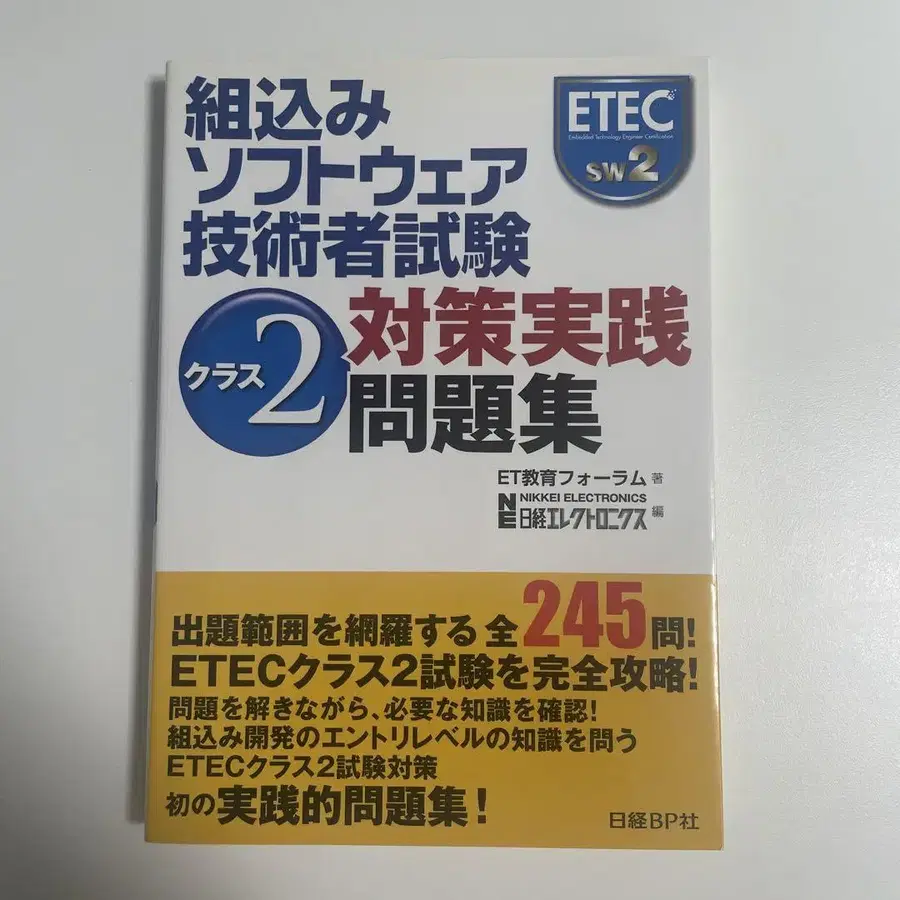 組込み
ソフトウェア
技術者試験
ETEC
Embedded Technology Engineer Certification
SW2
クラス2
対策実践
問題集
ET教育フォーラム 著
NE NIKKEI ELECTRONICS
日経エレクトロニクス 編
出題範囲を網羅する 全245問!
ETECクラス2試験を完全攻略!
問題を解きながら、必要な知識を確認!
組込み開発のエントリレベルの知識を問う
ETECクラス2試験対策
初の実践的問題集!
日経BP社